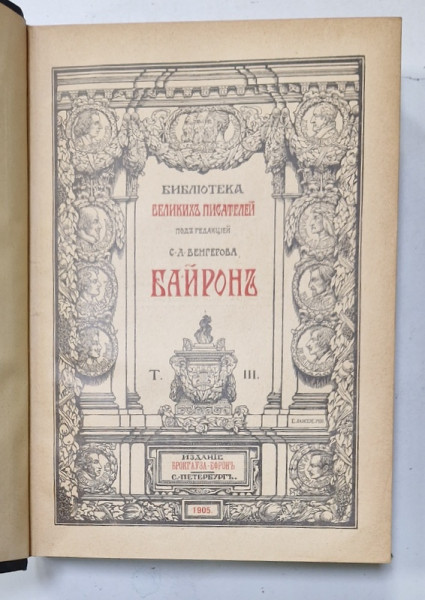 БИБЛІОТЕКА
ВЕЛИКИХЪ ПИСАТЕЛЕЙ
ПОДЪ РЕДАКЦІЕЙ
С·А·ВЕНГЕРОВА
БАЙРОНЪ
Т. III.
ИЗДАНІЕ
БРОКГАУЗА-ЕФРОНЪ
С.-ПЕТЕРБУРГЪ.
1905.